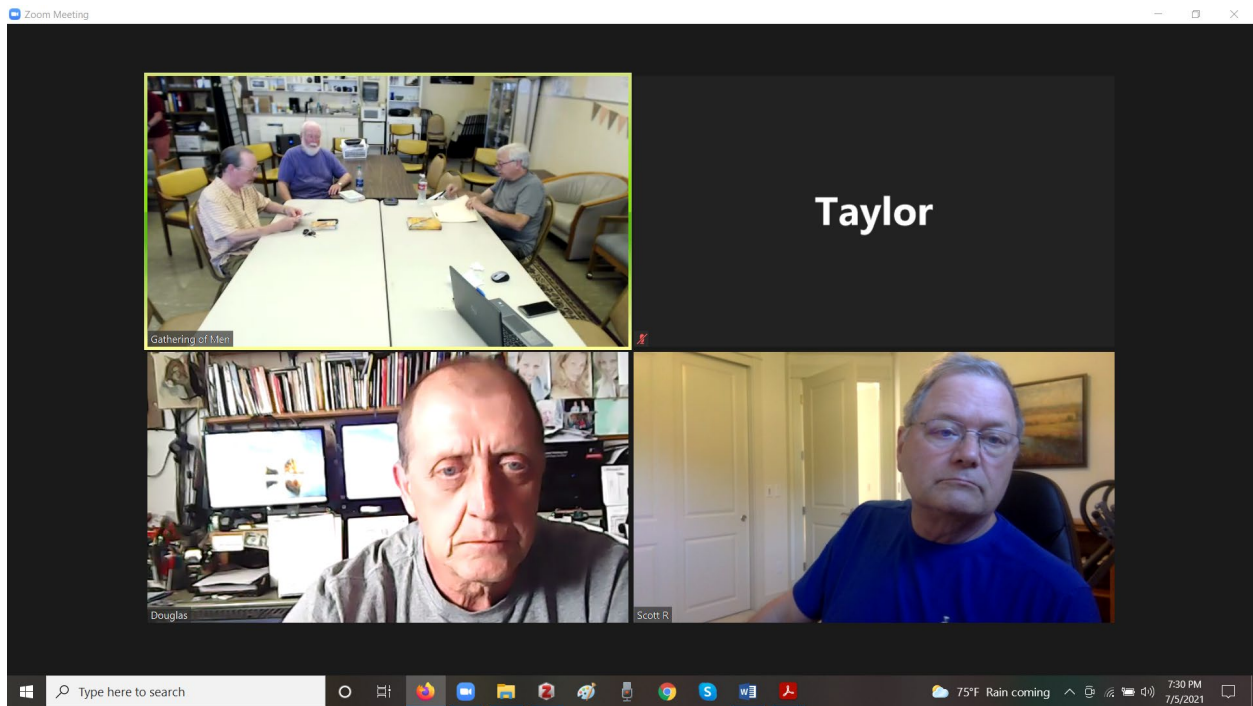 Zoom Meeting
Gathering of Men
Taylor
Douglas
Scott R
Type here to search
75°F Rain coming
7:30 PM
7/5/2021